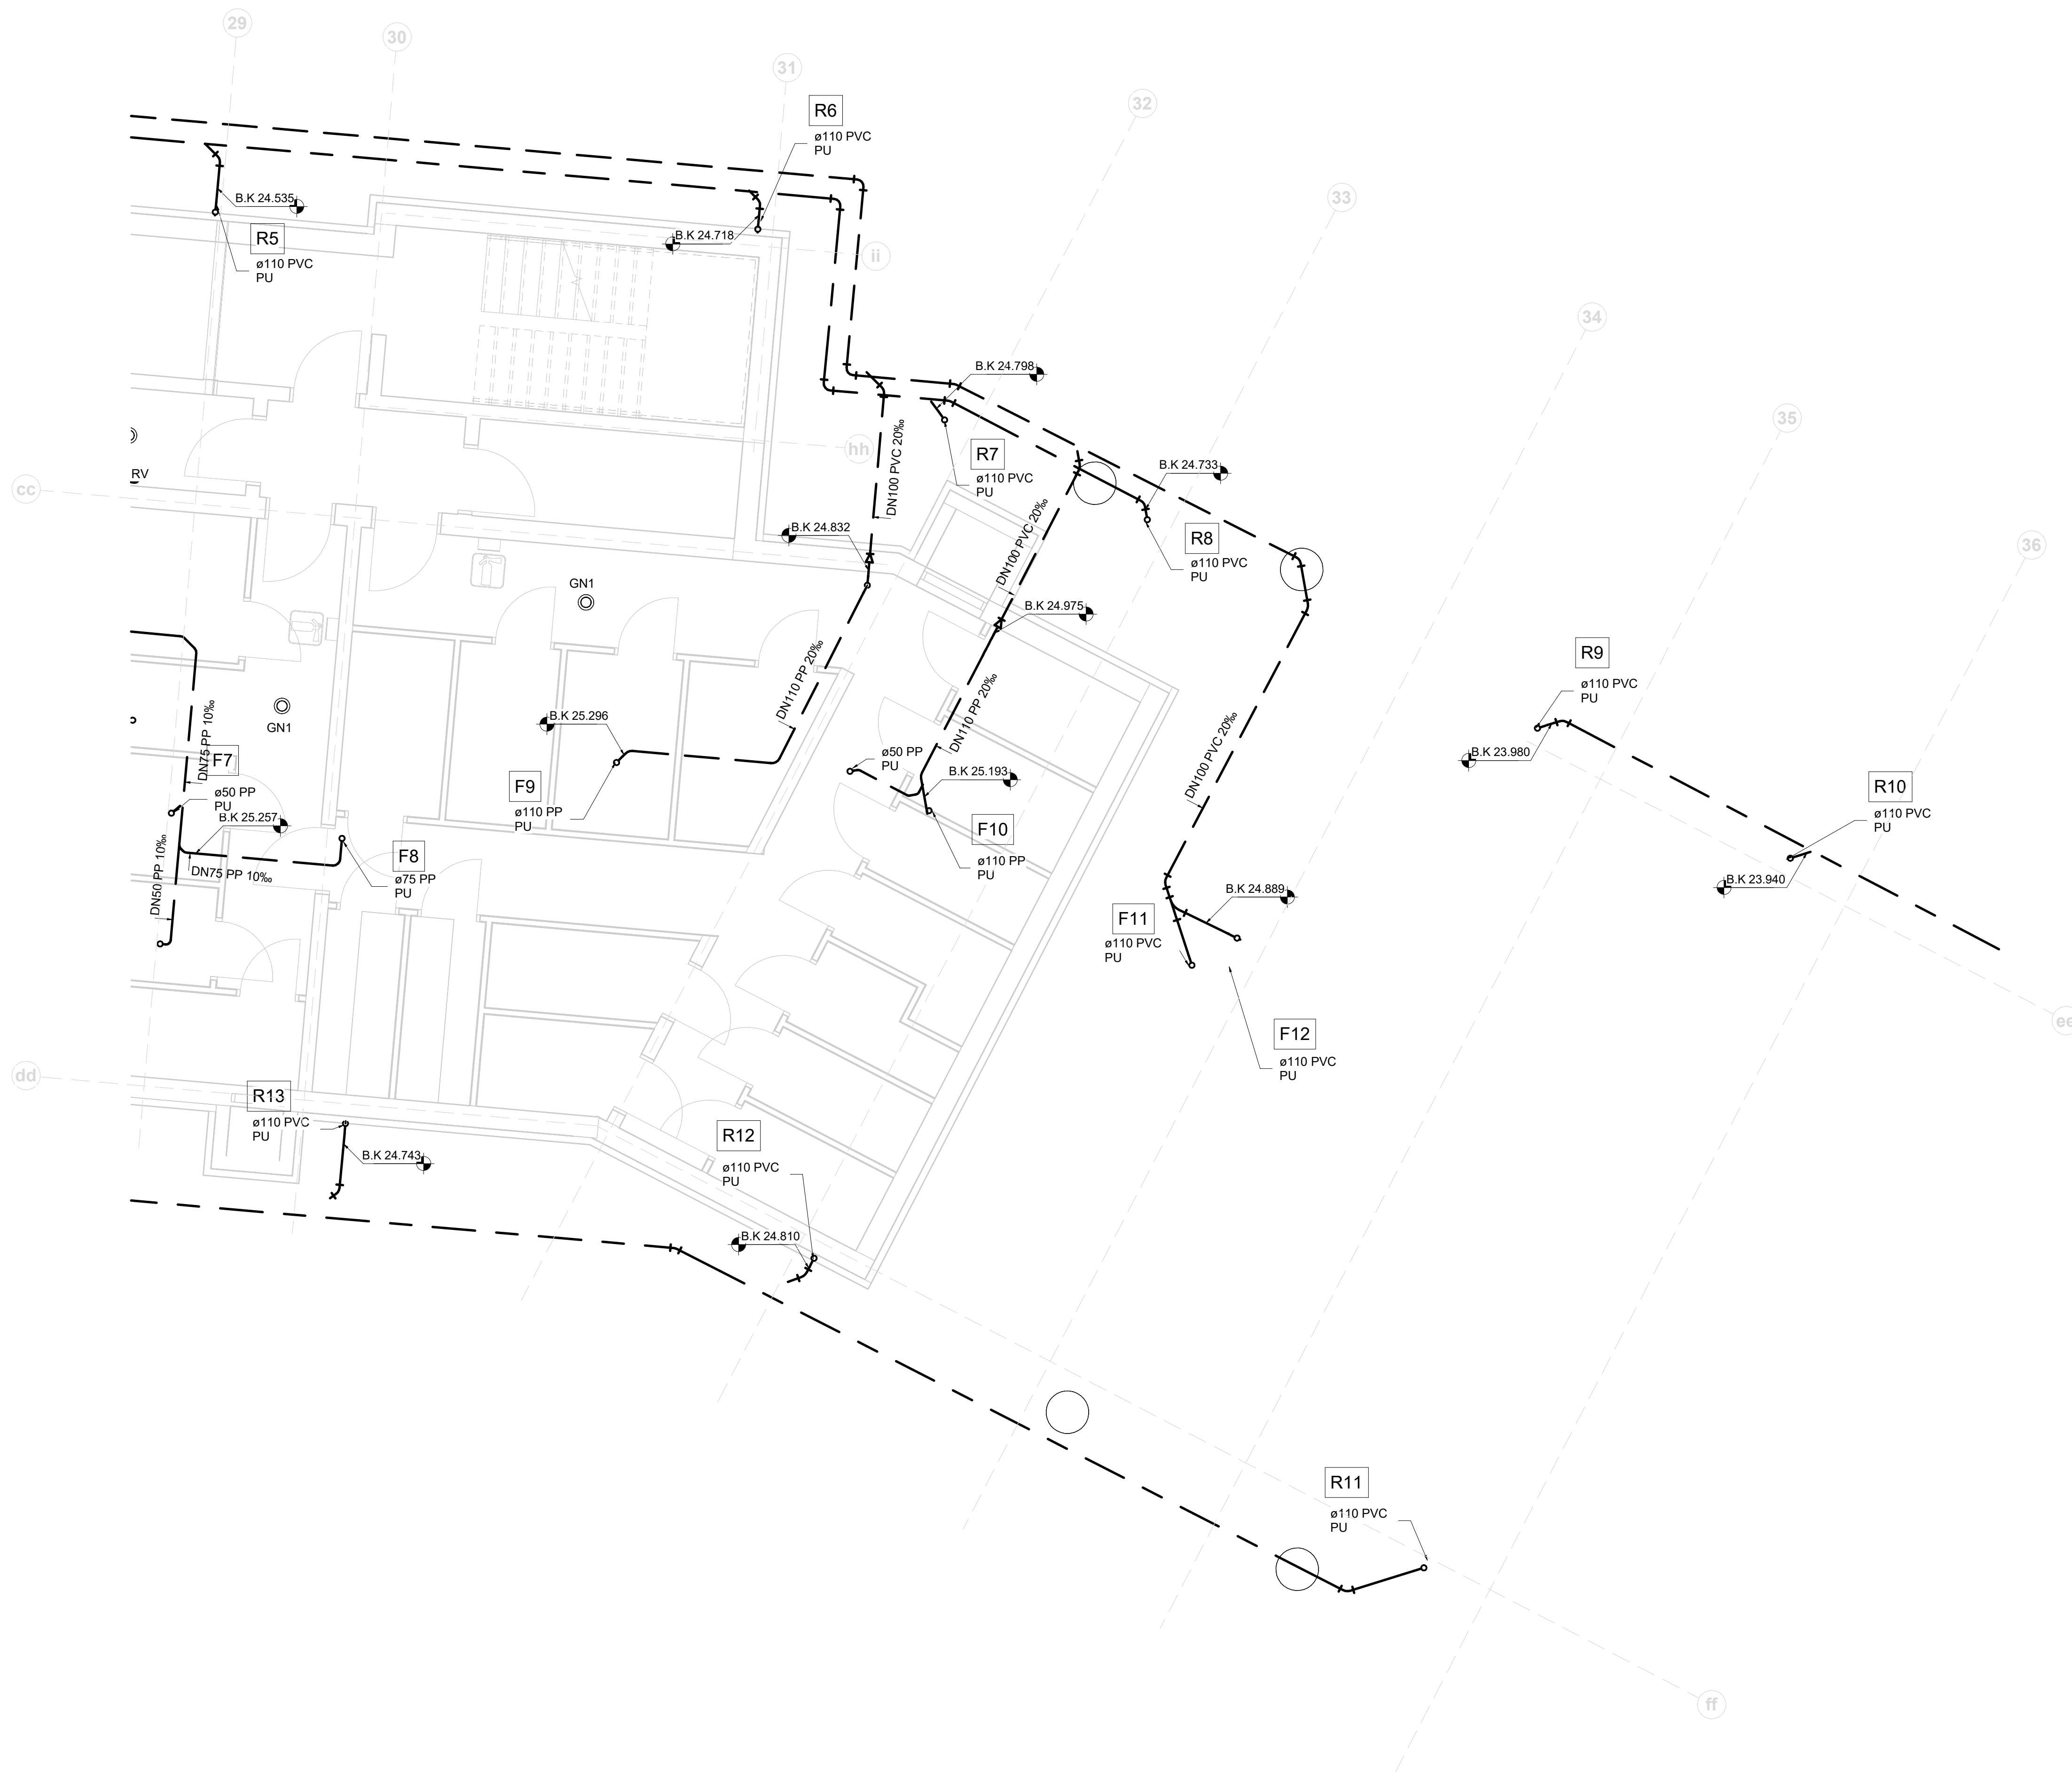 29
30
31
32
33
34
35
36
R6
ø110 PVC
PU
B.K 24.535
R5
ø110 PVC
PU
B.K 24.718
ii
B.K 24.798
hh
R7
ø110 PVC
PU
DN100 PVC 20‰
B.K 24.733
R8
ø110 PVC
PU
RV
cc
B.K 24.832
DN100 PVC 20‰
GN1
B.K 24.975
R9
ø110 PVC
PU
B.K 23.980
DN110 PP 20‰
DN110 PP 20‰
GN1
B.K 25.296
DN75 PP 10‰
F7
ø50 PP
PU
B.K 25.257
F9
ø110 PP
PU
ø50 PP
PU
B.K 25.193
DN100 PVC 20‰
R10
ø110 PVC
PU
B.K 23.940
F10
ø110 PP
PU
F8
ø75 PP
PU
DN75 PP 10‰
DN50 PP 10‰
B.K 24.889
F11
ø110 PVC
PU
F12
ø110 PVC
PU
ee
dd
R13
ø110 PVC
PU
B.K 24.743
R12
ø110 PVC
PU
B.K 24.810
R11
ø110 PVC
PU
ff